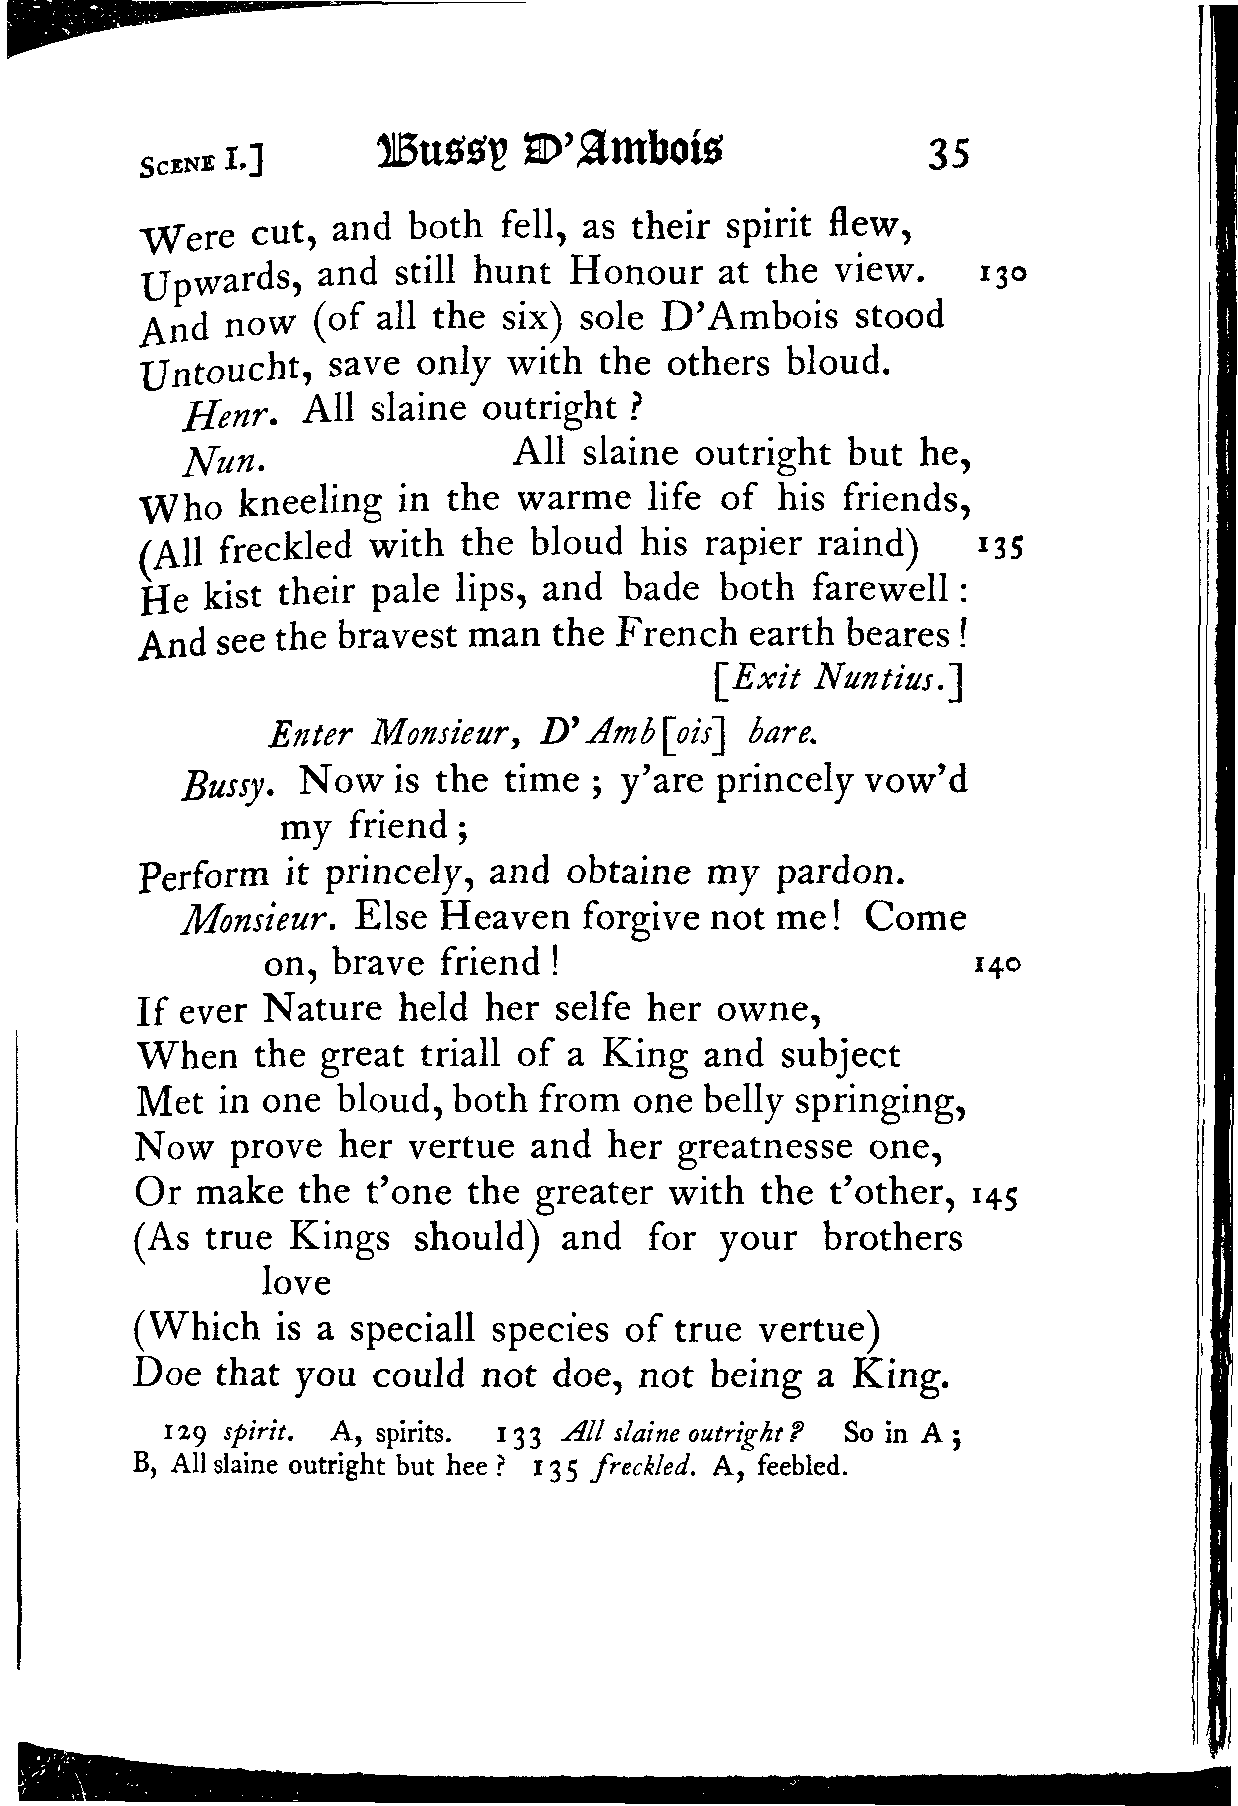 SCENE I.] Bussy D'Ambois 35
Were cut, and both fell, as their spirit flew,
Upwards, and still hunt Honour at the view. 130
And now (of all the six) sole D'Ambois stood
Untoucht, save only with the others bloud.
Henr. All slaine outright ?
Nun. All slaine outright but he,
Who kneeling in the warme life of his friends,
(All freckled with the bloud his rapier raind) 135
He kist their pale lips, and bade both farewell :
And see the bravest man the French earth beares !
[Exit Nuntius.]
Enter Monsieur, D'Amb[ois] bare.
Bussy. Now is the time ; y'are princely vow'd
my friend ;
Perform it princely, and obtaine my pardon.
Monsieur. Else Heaven forgive not me! Come
on, brave friend ! 140
If ever Nature held her selfe her owne,
When the great triall of a King and subject
Met in one bloud, both from one belly springing,
Now prove her vertue and her greatnesse one,
Or make the t'one the greater with the t'other, 145
(As true Kings should) and for your brothers
love
(Which is a speciall species of true vertue)
Doe that you could not doe, not being a King.
129 spirit. A, spirits. 133 All slaine outright ? So in A ;
B, All slaine outright but hee ? 135 freckled. A, feebled.